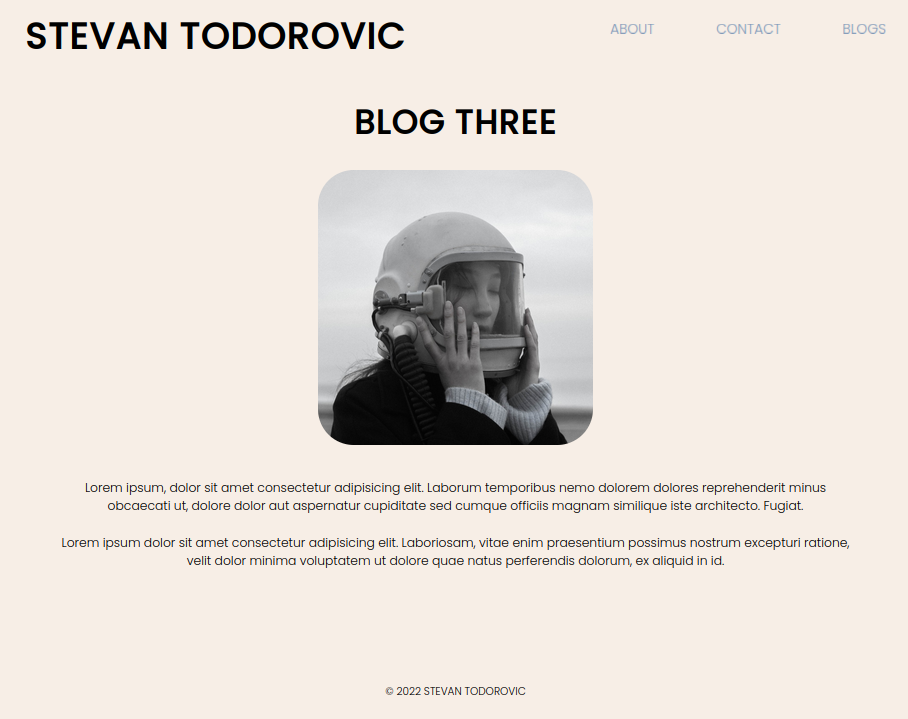 STEVAN TODOROVIC
ABOUT
CONTACT
BLOGS
BLOG THREE
Lorem ipsum, dolor sit amet consectetur adipisicing elit. Laborum temporibus nemo dolorem dolores reprehenderit minus
obcaecati ut, dolore dolor aut aspernatur cupiditate sed cumque officiis magnam similique iste architecto. Fugiat.
Lorem ipsum dolor sit amet consectetur adipisicing elit. Laboriosam, vitae enim praesentium possimus nostrum excepturi ratione,
velit dolor minima voluptatem ut dolore quae natus perferendis dolorum, ex aliquid in id.
© 2022 STEVAN TODOROVIC